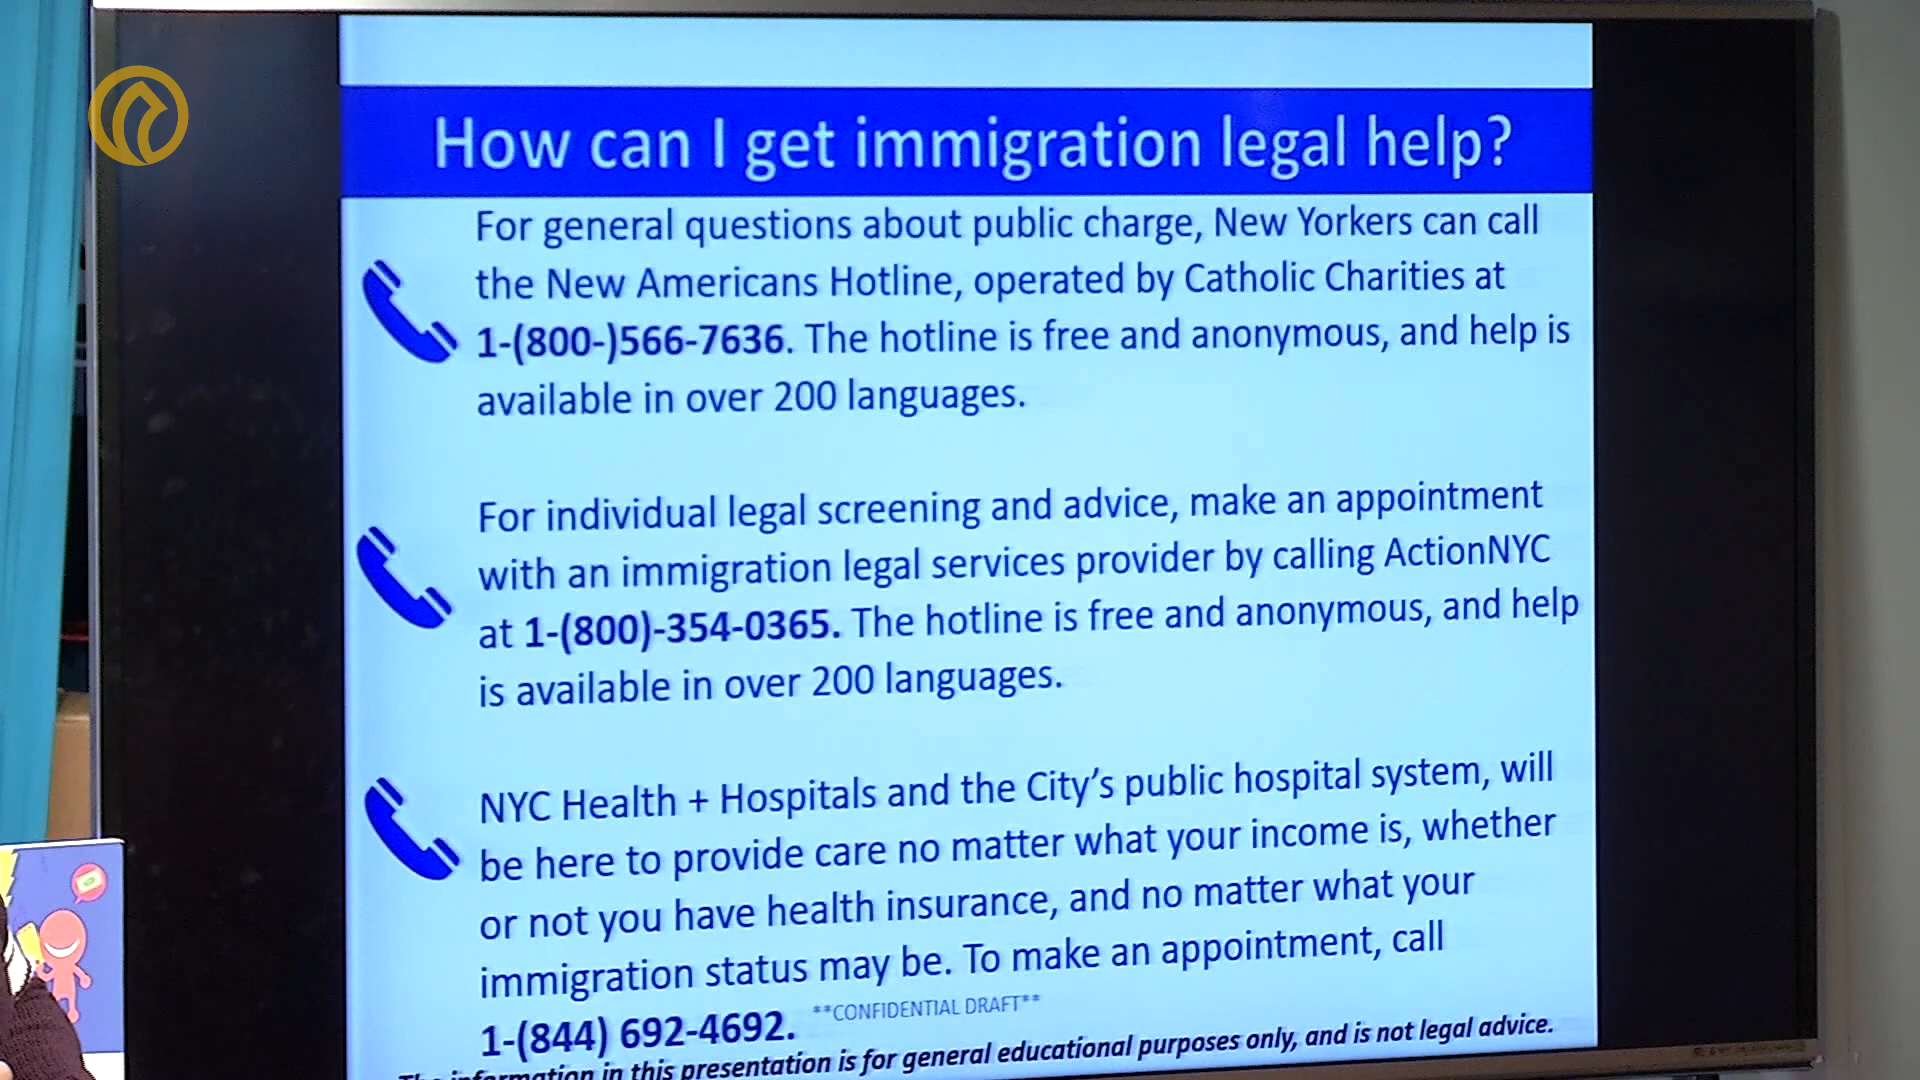 How can I get immigration legal help?
For general questions about public charge, New Yorkers can call
the New Americans Hotline, operated by Catholic Charities at
1-(800-)566-7636. The hotline is free and anonymous, and help is
available in over 200 languages.
For individual legal screening and advice, make an appointment
with an immigration legal services provider by calling ActionNYC
at 1-(800)-354-0365. The hotline is free and anonymous, and help
is available in over 200 languages.
NYC Health + Hospitals and the City's public hospital system, will
be here to provide care no matter what your income is, whether
or not you have health insurance, and no matter what your
immigration status may be. To make an appointment, call
1-(844) 692-4692.
**CONFIDENTIAL DRAFT**
The information in this presentation is for general educational purposes only, and is not legal advice.